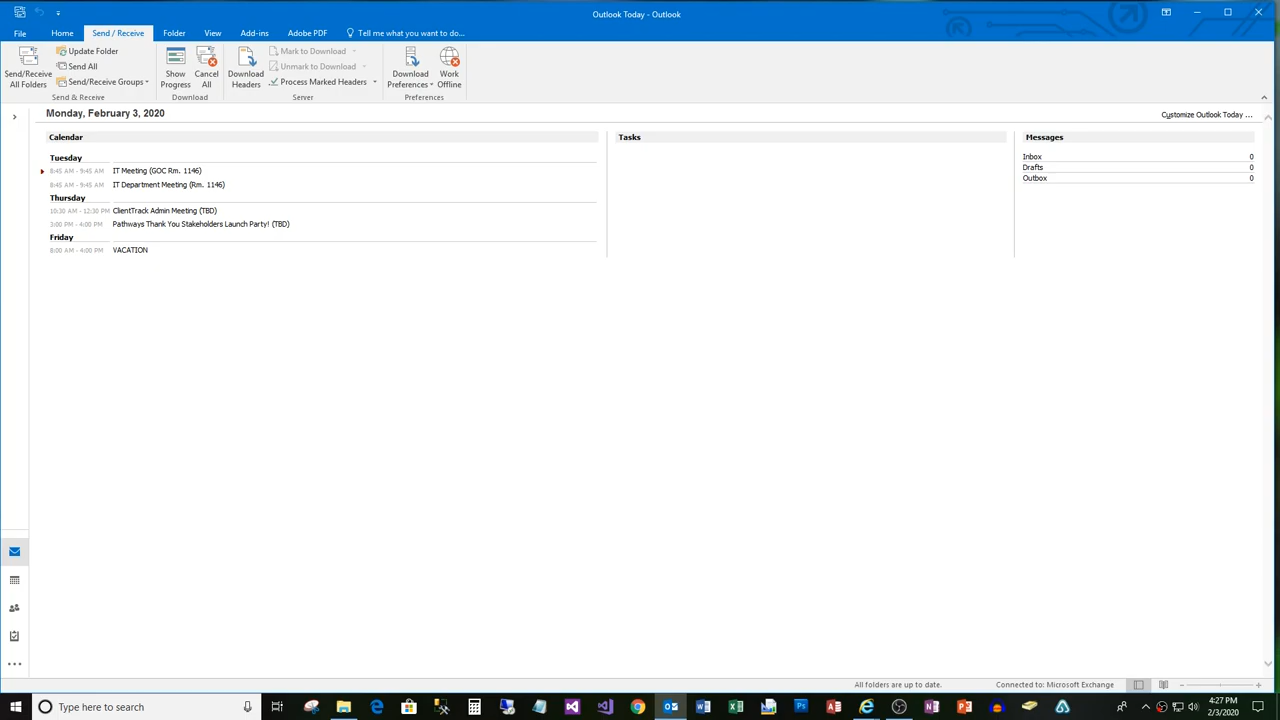 Outlook Today - Outlook
File Home Send / Receive Folder View Add-ins Adobe PDF Tell me what you want to do...
Send/Receive All Folders
Update Folder
Send All
Send/Receive Groups
Send & Receive
Show Progress
Cancel All
Download
Download Headers
Mark to Download
Unmark to Download
Process Marked Headers
Server
Download Preferences
Work Offline
Preferences
Monday, February 3, 2020
Customize Outlook Today ...
Calendar
Tuesday
8:45 AM - 9:45 AM IT Meeting (GOC Rm. 1146)
8:45 AM - 9:45 AM IT Department Meeting (Rm. 1146)
Thursday
10:30 AM - 12:30 PM ClientTrack Admin Meeting (TBD)
3:00 PM - 4:00 PM Pathways Thank You Stakeholders Launch Party! (TBD)
Friday
8:00 AM - 4:00 PM VACATION
Tasks
Messages
Inbox 0
Drafts 0
Outbox 0
All folders are up to date. Connected to: Microsoft Exchange
Type here to search
4:27 PM
2/3/2020